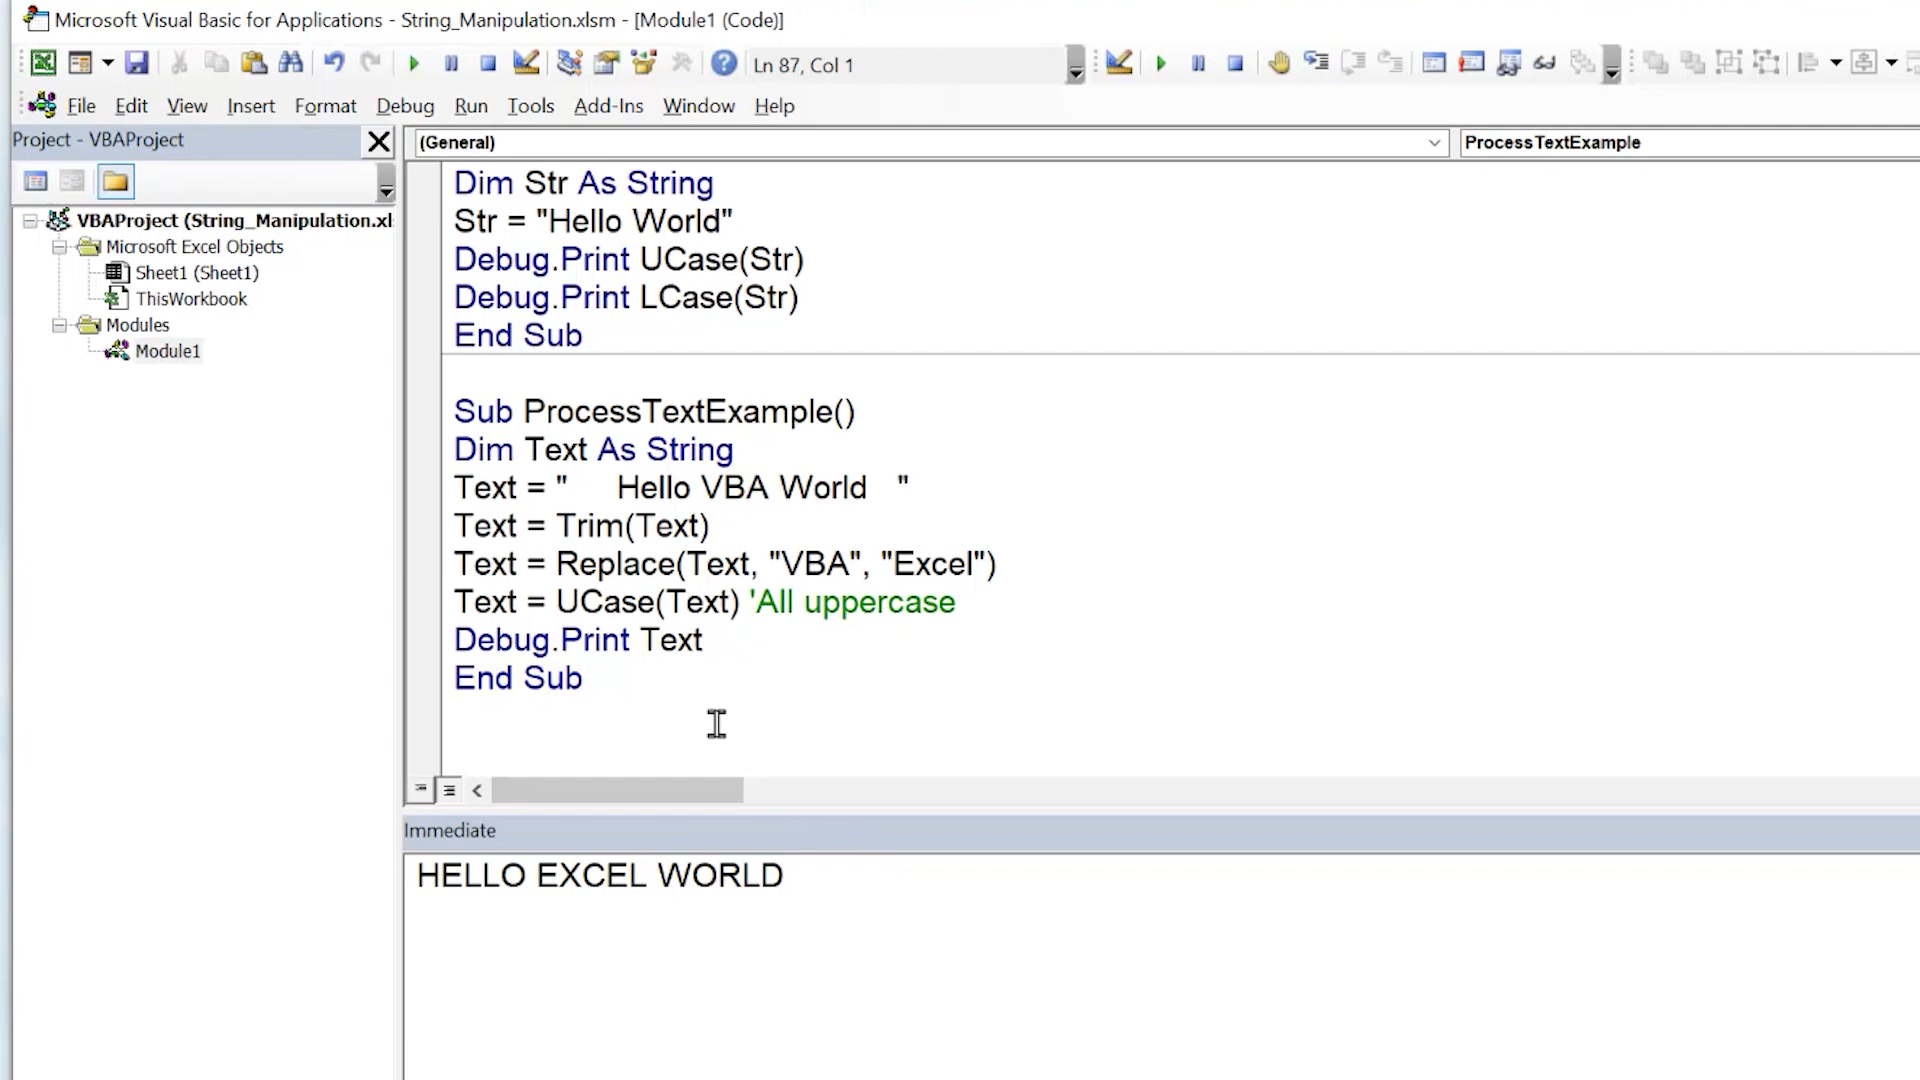 Microsoft Visual Basic for Applications - String_Manipulation.xlsm - [Module1 (Code)]
Ln 87, Col 1
File Edit View Insert Format Debug Run Tools Add-Ins Window Help
Project - VBAProject
(General)
ProcessTextExample
VBAProject (String_Manipulation.xl
Microsoft Excel Objects
Sheet1 (Sheet1)
ThisWorkbook
Modules
Module1
Dim Str As String
Str = "Hello World"
Debug.Print UCase(Str)
Debug.Print LCase(Str)
End Sub
Sub ProcessTextExample()
Dim Text As String
Text = "     Hello VBA World   "
Text = Trim(Text)
Text = Replace(Text, "VBA", "Excel")
Text = UCase(Text) 'All uppercase
Debug.Print Text
End Sub
Immediate
HELLO EXCEL WORLD